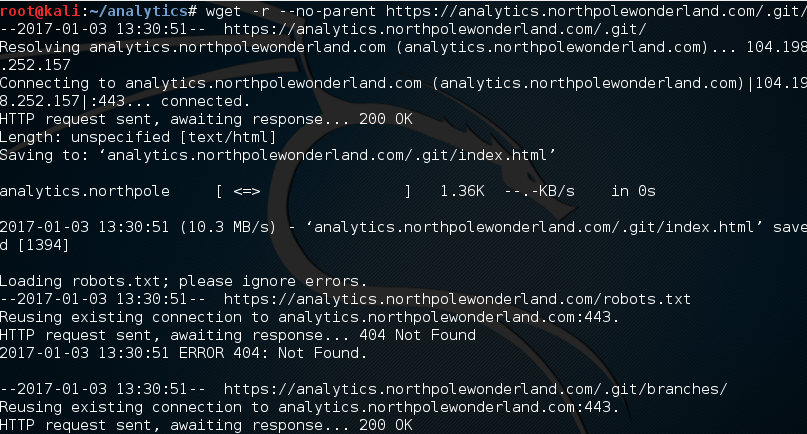 root@kali:~/analytics# wget -r --no-parent https://analytics.northpolewonderland.com/.git/
--2017-01-03 13:30:51--  https://analytics.northpolewonderland.com/.git/
Resolving analytics.northpolewonderland.com (analytics.northpolewonderland.com)... 104.198
.252.157
Connecting to analytics.northpolewonderland.com (analytics.northpolewonderland.com)|104.19
8.252.157|:443... connected.
HTTP request sent, awaiting response... 200 OK
Length: unspecified [text/html]
Saving to: ‘analytics.northpolewonderland.com/.git/index.html’
analytics.northpole     [ <=>                ]   1.36K  --.-KB/s    in 0s
2017-01-03 13:30:51 (10.3 MB/s) - ‘analytics.northpolewonderland.com/.git/index.html’ save
d [1394]
Loading robots.txt; please ignore errors.
--2017-01-03 13:30:51--  https://analytics.northpolewonderland.com/robots.txt
Reusing existing connection to analytics.northpolewonderland.com:443.
HTTP request sent, awaiting response... 404 Not Found
2017-01-03 13:30:51 ERROR 404: Not Found.
--2017-01-03 13:30:51--  https://analytics.northpolewonderland.com/.git/branches/
Reusing existing connection to analytics.northpolewonderland.com:443.
HTTP request sent, awaiting response... 200 OK